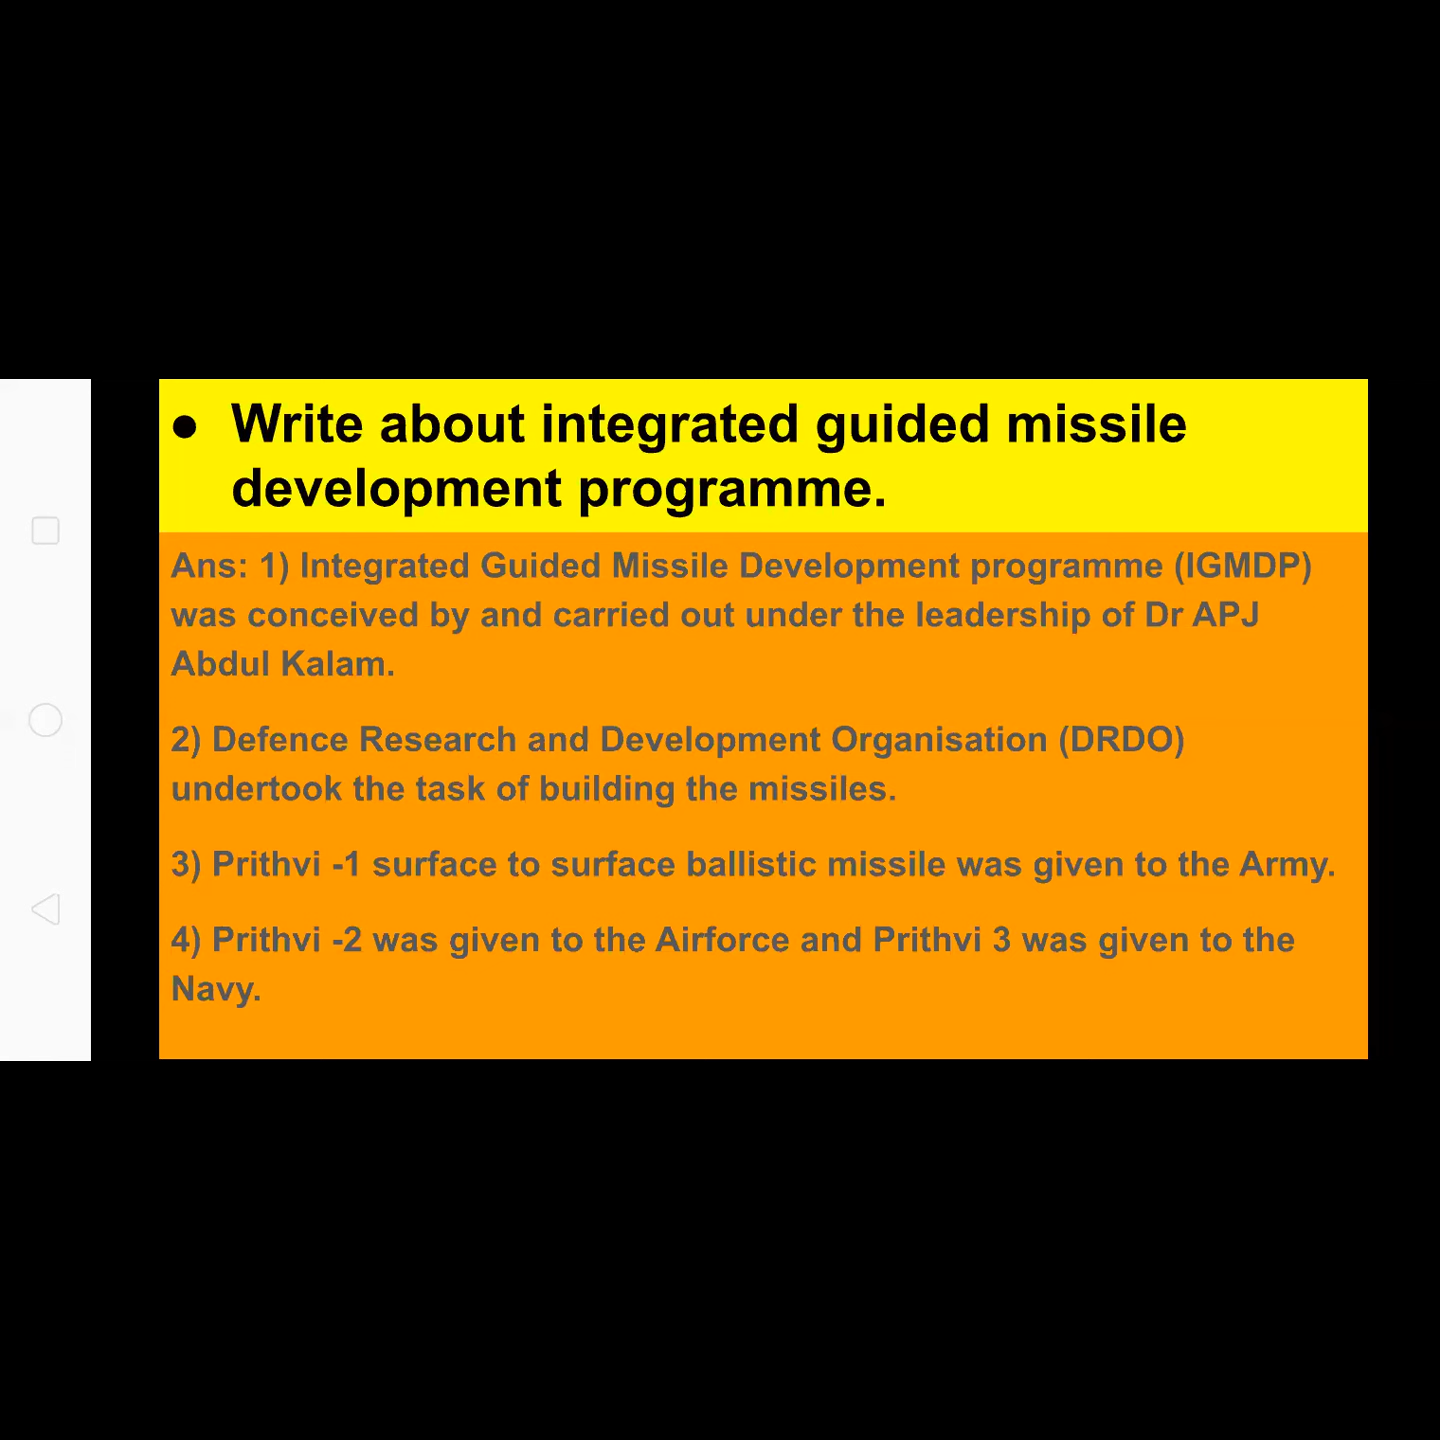 ● Write about integrated guided missile
development programme.
Ans: 1) Integrated Guided Missile Development programme (IGMDP)
was conceived by and carried out under the leadership of Dr APJ
Abdul Kalam.
2) Defence Research and Development Organisation (DRDO)
undertook the task of building the missiles.
3) Prithvi -1 surface to surface ballistic missile was given to the Army.
4) Prithvi -2 was given to the Airforce and Prithvi 3 was given to the
Navy.